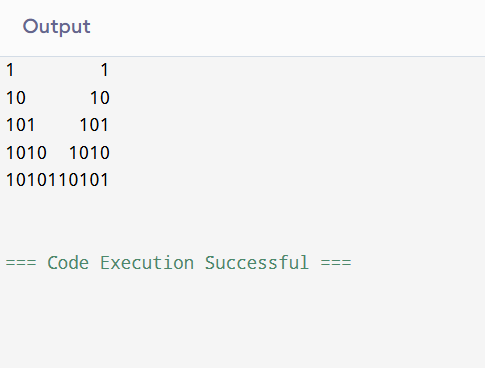 Output
1        1
10      10
101    101
1010  1010
1010110101
=== Code Execution Successful ===